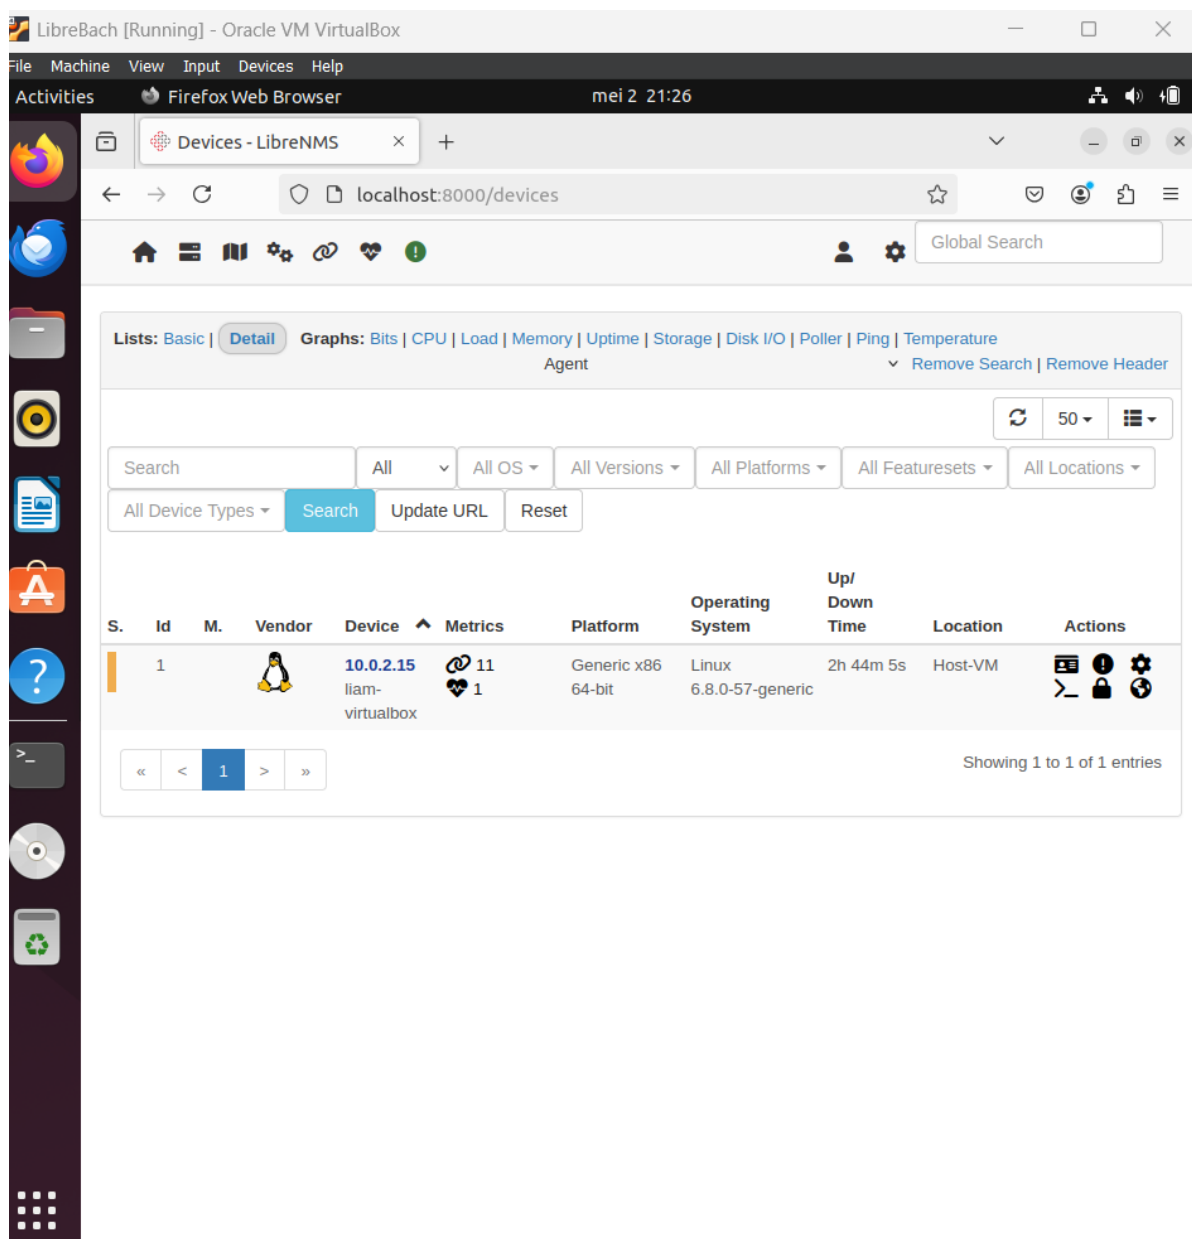 LibreBach [Running] - Oracle VM VirtualBox
File Machine View Input Devices Help
Activities Firefox Web Browser mei 2 21:26
Devices - LibreNMS
localhost:8000/devices
Global Search
Lists: Basic | Detail Graphs: Bits | CPU | Load | Memory | Uptime | Storage | Disk I/O | Poller | Ping | Temperature
Agent Remove Search | Remove Header
50
Search All All OS All Versions All Platforms All Featuresets All Locations
All Device Types Search Update URL Reset
Up/
Operating Down
S. Id M. Vendor Device Metrics Platform System Time Location Actions
1 10.0.2.15 11 Generic x86 Linux 2h 44m 5s Host-VM
liam- 1 64-bit 6.8.0-57-generic
virtualbox
« < 1 > » Showing 1 to 1 of 1 entries